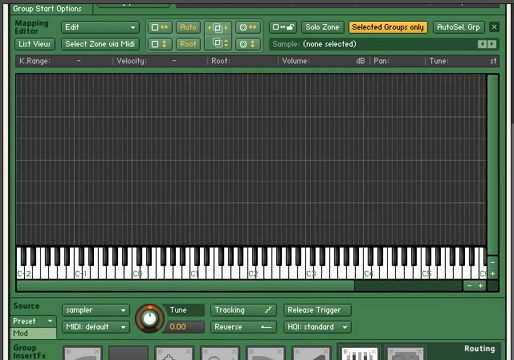 Group Start Options
Mapping Editor Edit Auto Solo Zone Selected Groups only AutoSel. Grp ×
List View Select Zone via Midi Root Sample: (none selected)
K.Range: - Velocity: - Root: Volume: dB Pan: Tune: st
C-2 C-1 C0 C1 C2 C3 C4 C5
Source sampler Tune Tracking Release Trigger
Preset MIDI: default 0.00 Reverse HQI: standard
Mod
Group InsertFx Routing